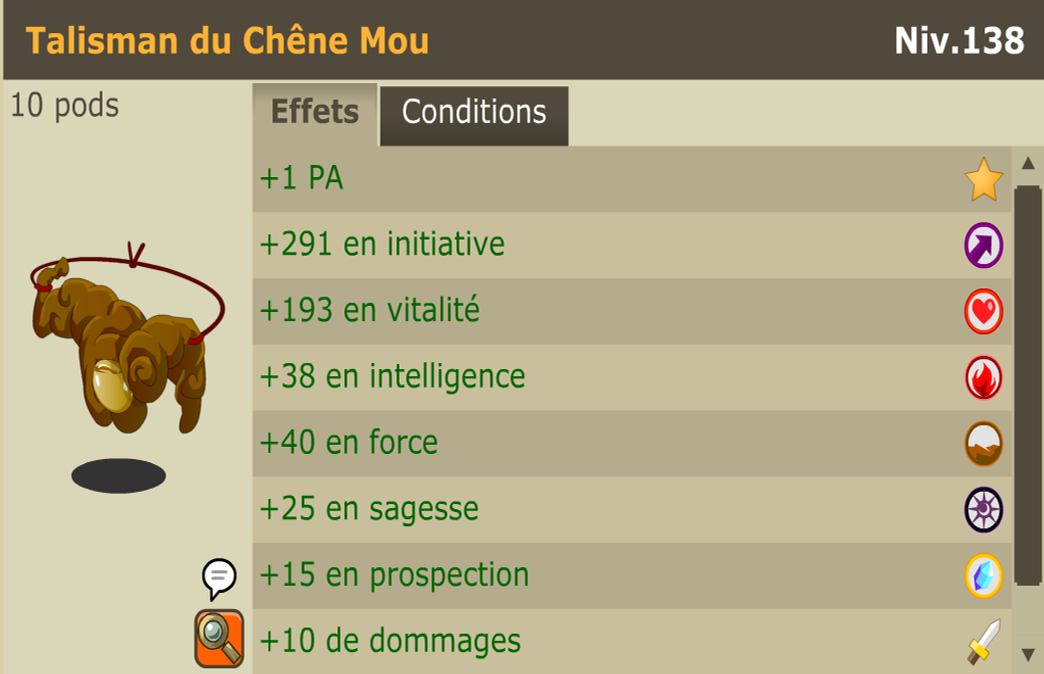 Talisman du Chêne Mou
Niv.138
10 pods
Effets
Conditions
+1 PA
+291 en initiative
+193 en vitalité
+38 en intelligence
+40 en force
+25 en sagesse
+15 en prospection
+10 de dommages